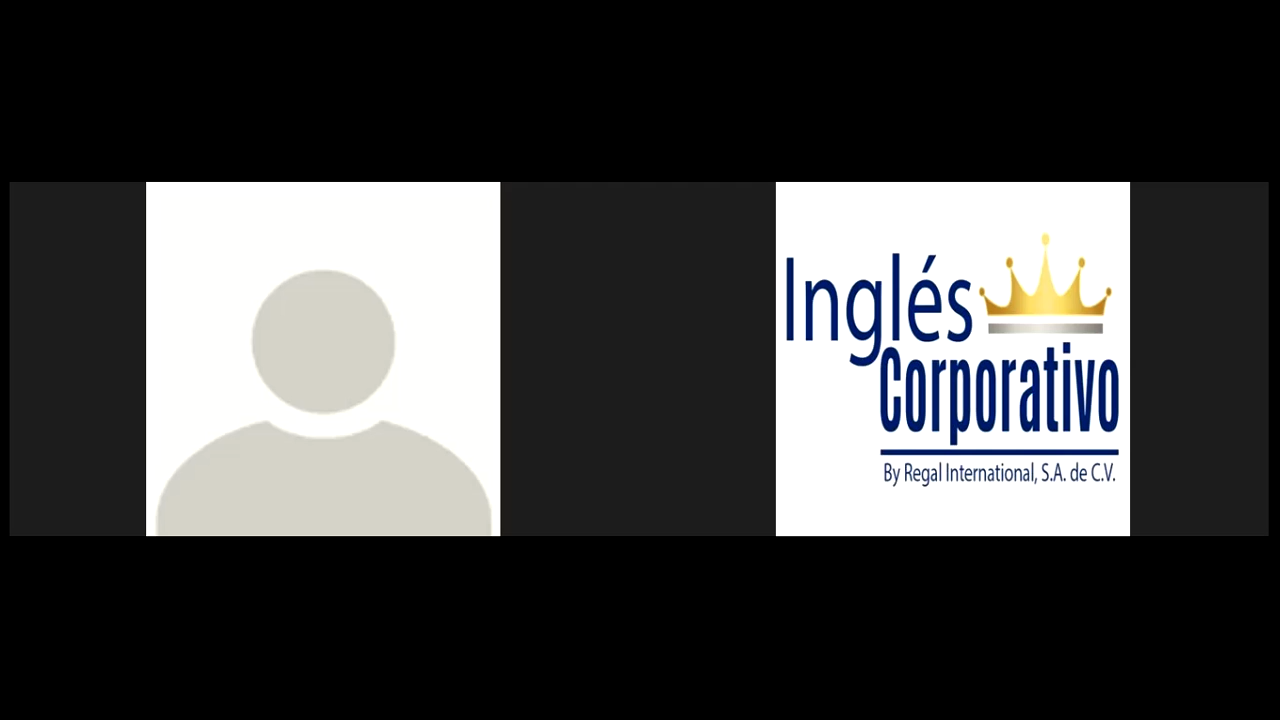 Inglés
Corporativo
By Regal International, S.A. de C.V.